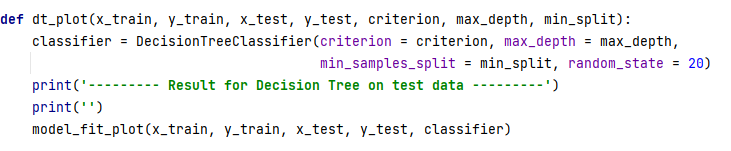 def dt_plot(x_train, y_train, x_test, y_test, criterion, max_depth, min_split):
    classifier = DecisionTreeClassifier(criterion = criterion, max_depth = max_depth,
                                        min_samples_split = min_split, random_state = 20)
    print('--------- Result for Decision Tree on test data ---------')
    print('')
    model_fit_plot(x_train, y_train, x_test, y_test, classifier)